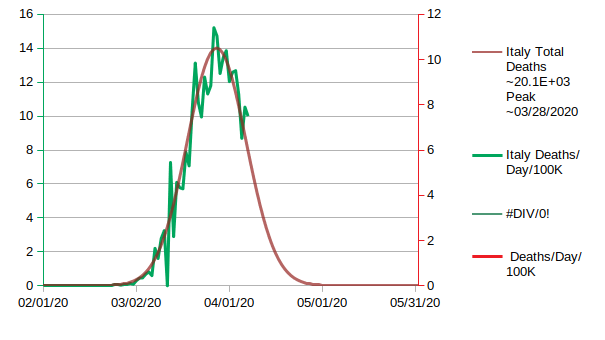 16
14
12
10
8
6
4
2
0
12
10
8
6
4
2
0
02/01/20
03/02/20
04/01/20
05/01/20
05/31/20
Italy Total
Deaths
~20.1E+03
Peak
~03/28/2020
Italy Deaths/
Day/100K
#DIV/0!
Deaths/Day/
100K